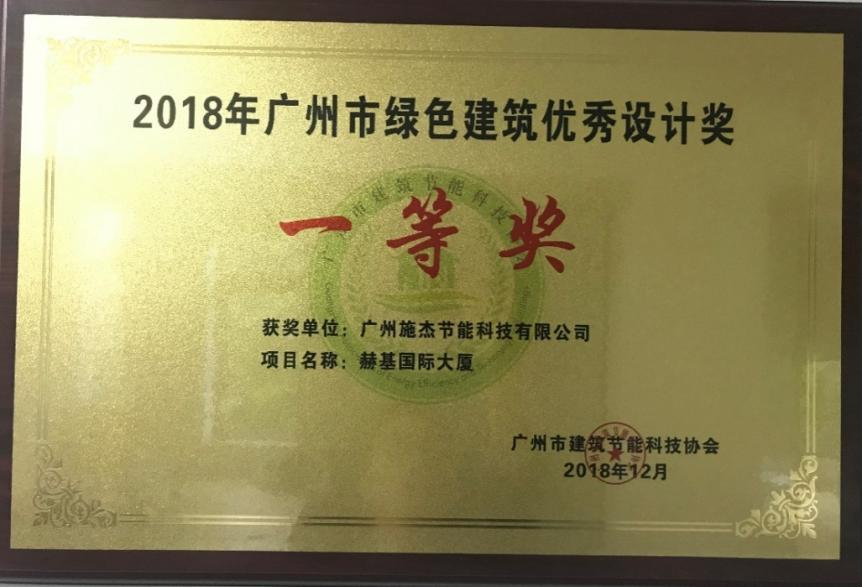 2018年广州市绿色建筑优秀设计奖
一等奖
获奖单位：广州施杰节能科技有限公司
项目名称：赫基国际大厦
广州市建筑节能科技协会
2018年12月